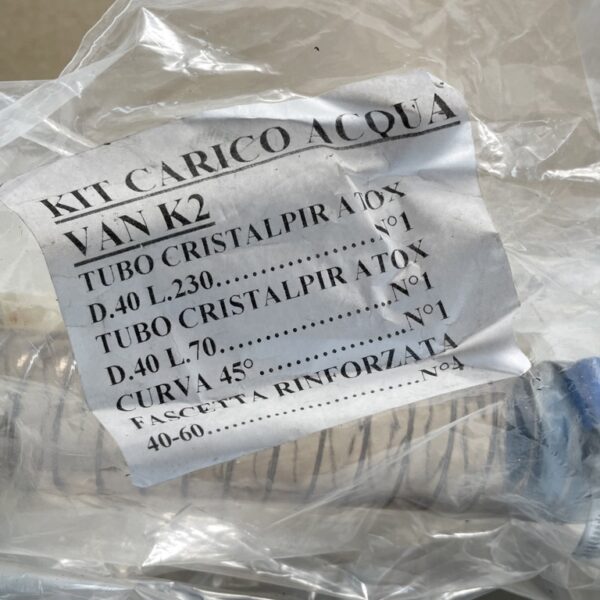 KIT CARICO ACQUA
VAN K2
TUBO CRISTALPIR ATOX
D.40 L.230....................N°1
TUBO CRISTALPIR ATOX
D.40 L.70......................N°1
CURVA 45° ....................N°1
FASCETTA RINFORZATA
40-60............................N°4